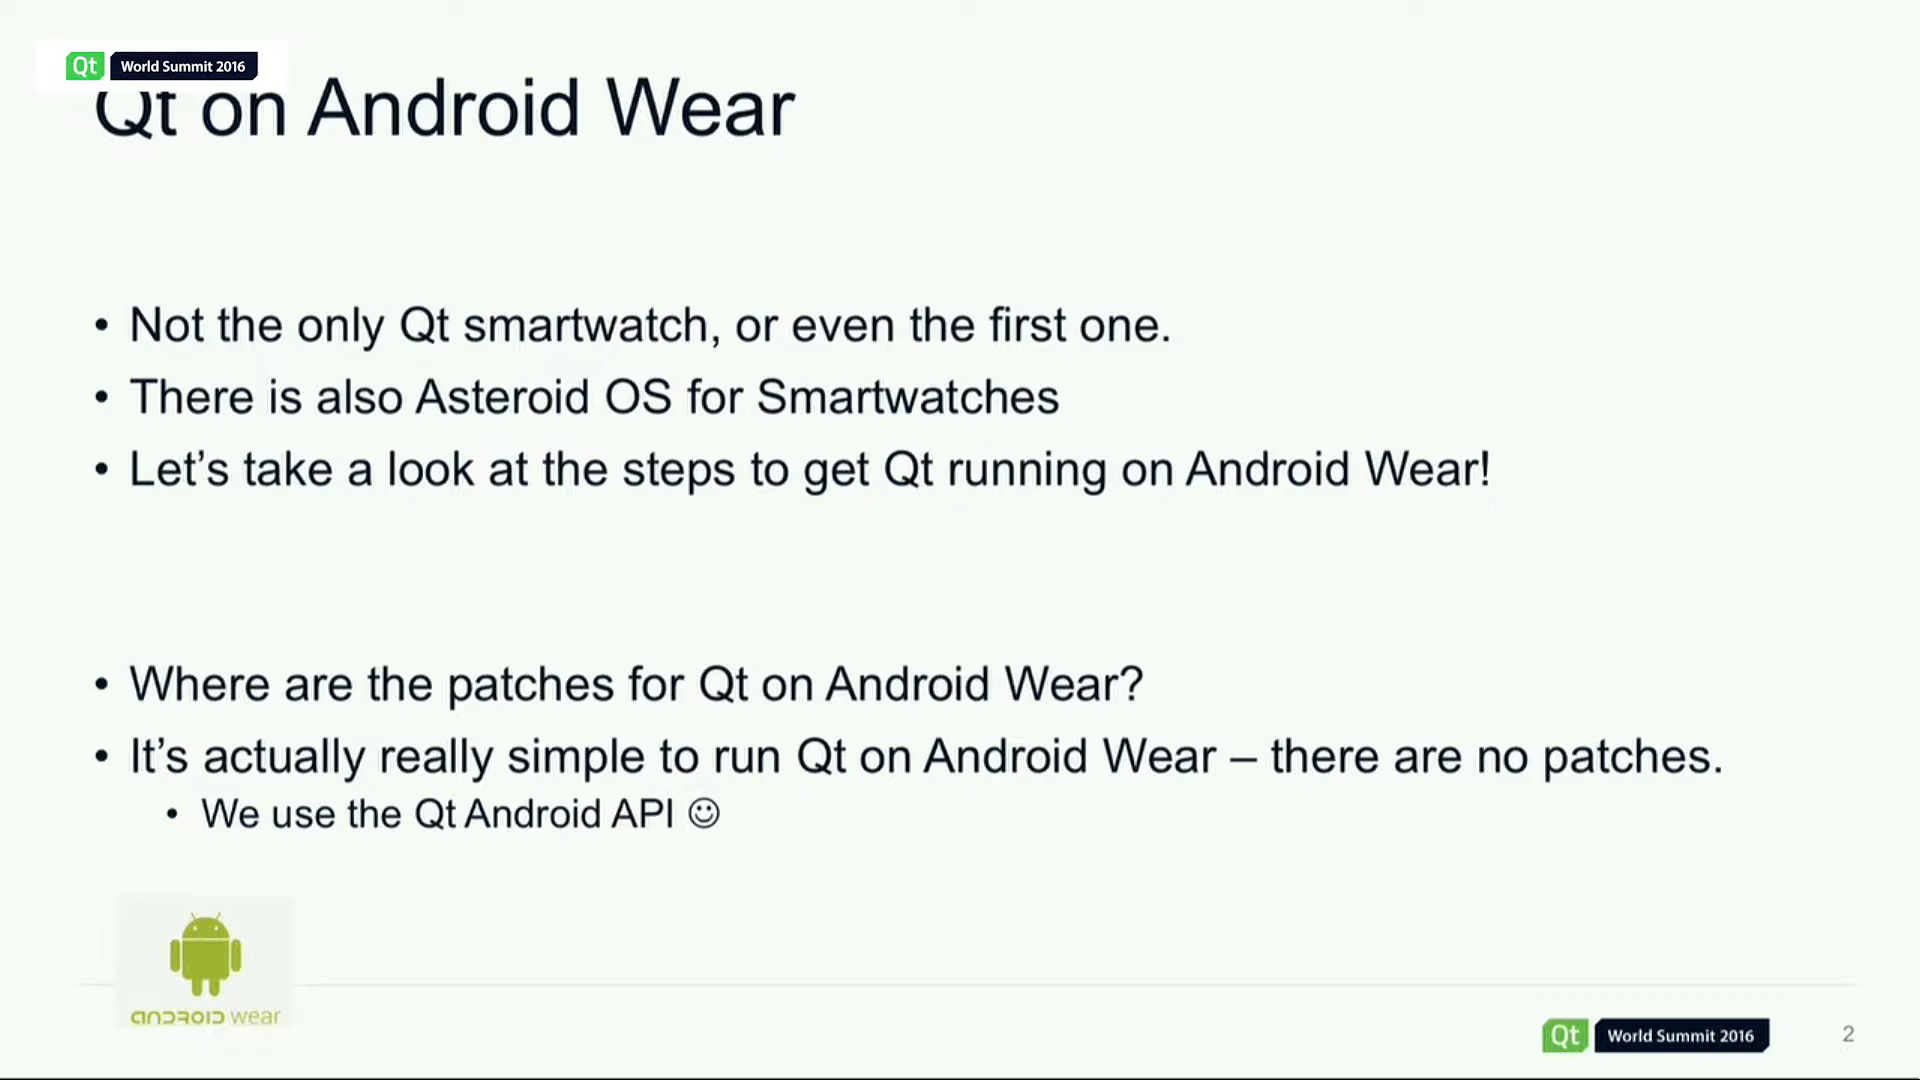 Qt World Summit 2016
Qt on Android Wear
• Not the only Qt smartwatch, or even the first one.
• There is also Asteroid OS for Smartwatches
• Let’s take a look at the steps to get Qt running on Android Wear!
• Where are the patches for Qt on Android Wear?
• It’s actually really simple to run Qt on Android Wear – there are no patches.
• We use the Qt Android API ☺
android wear
Qt World Summit 2016
2